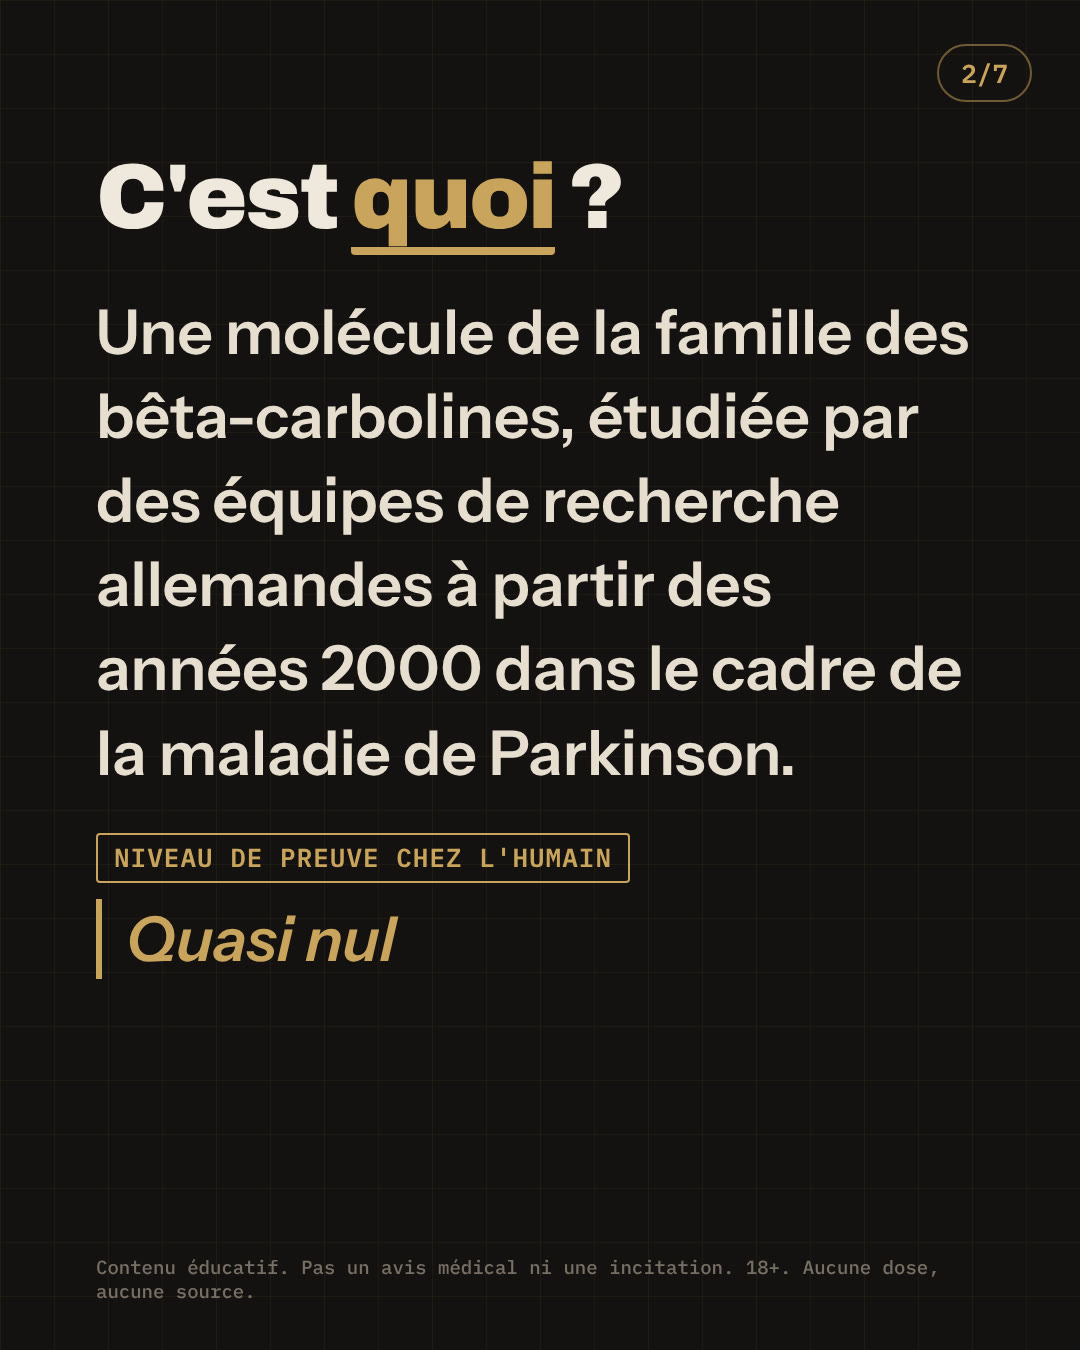 2/7
C'est quoi ?
Une molécule de la famille des
bêta-carbolines, étudiée par
des équipes de recherche
allemandes à partir des
années 2000 dans le cadre de
la maladie de Parkinson.
NIVEAU DE PREUVE CHEZ L'HUMAIN
Quasi nul
Contenu éducatif. Pas un avis médical ni une incitation. 18+. Aucune dose,
aucune source.